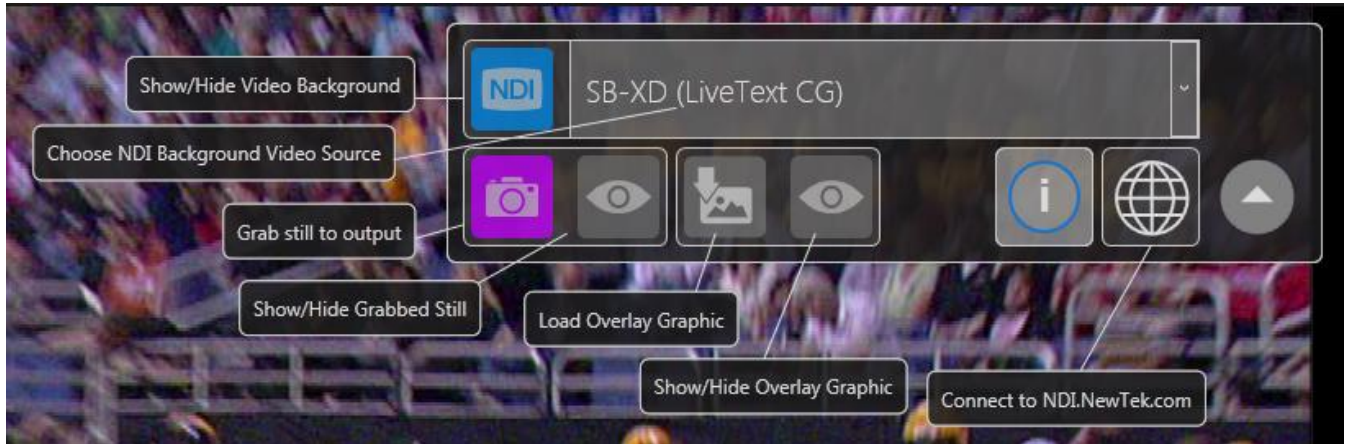 NDI
SB-XD (LiveText CG)
Show/Hide Video Background
Choose NDI Background Video Source
i
Grab still to output
Show/Hide Grabbed Still
Load Overlay Graphic
Show/Hide Overlay Graphic
Connect to NDI.NewTek.com